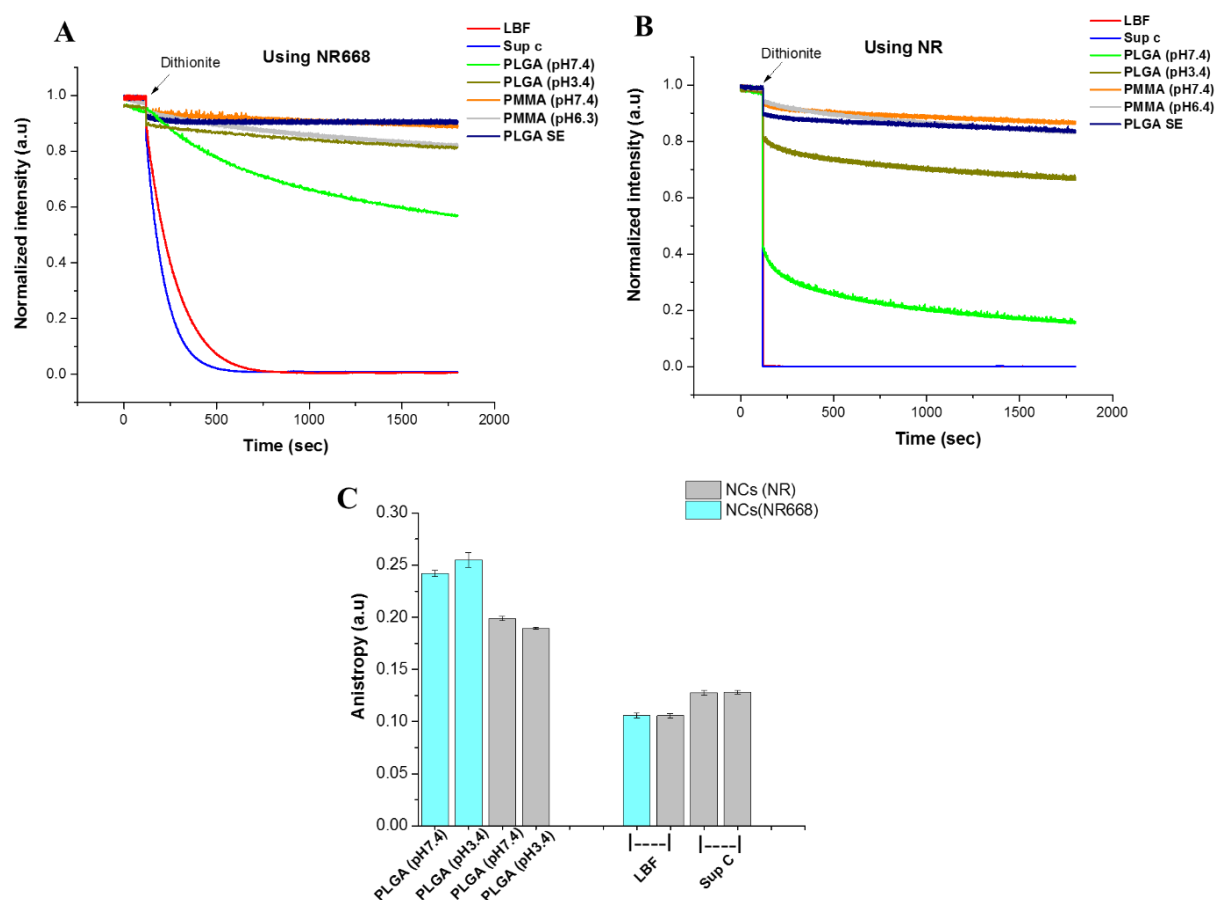 A
Using NR668
Dithionite
LBF
Sup c
PLGA (pH7.4)
PLGA (pH3.4)
PMMA (pH7.4)
PMMA (pH6.3)
PLGA SE
Normalized intensity (a.u)
1.0
0.8
0.6
0.4
0.2
0.0
0
500
1000
1500
2000
Time (sec)
B
Using NR
Dithionite
LBF
Sup c
PLGA (pH7.4)
PLGA (pH3.4)
PMMA (pH7.4)
PMMA (pH6.4)
PLGA SE
Normalized intensity (a.u)
1.0
0.8
0.6
0.4
0.2
0.0
0
500
1000
1500
2000
Time (sec)
C
NCs (NR)
NCs(NR668)
Anistropy (a.u)
0.30
0.25
0.20
0.15
0.10
0.05
0.00
PLGA (pH7.4)
PLGA (pH3.4)
PLGA (pH7.4)
PLGA (pH3.4)
|----|
LBF
|----|
Sup C